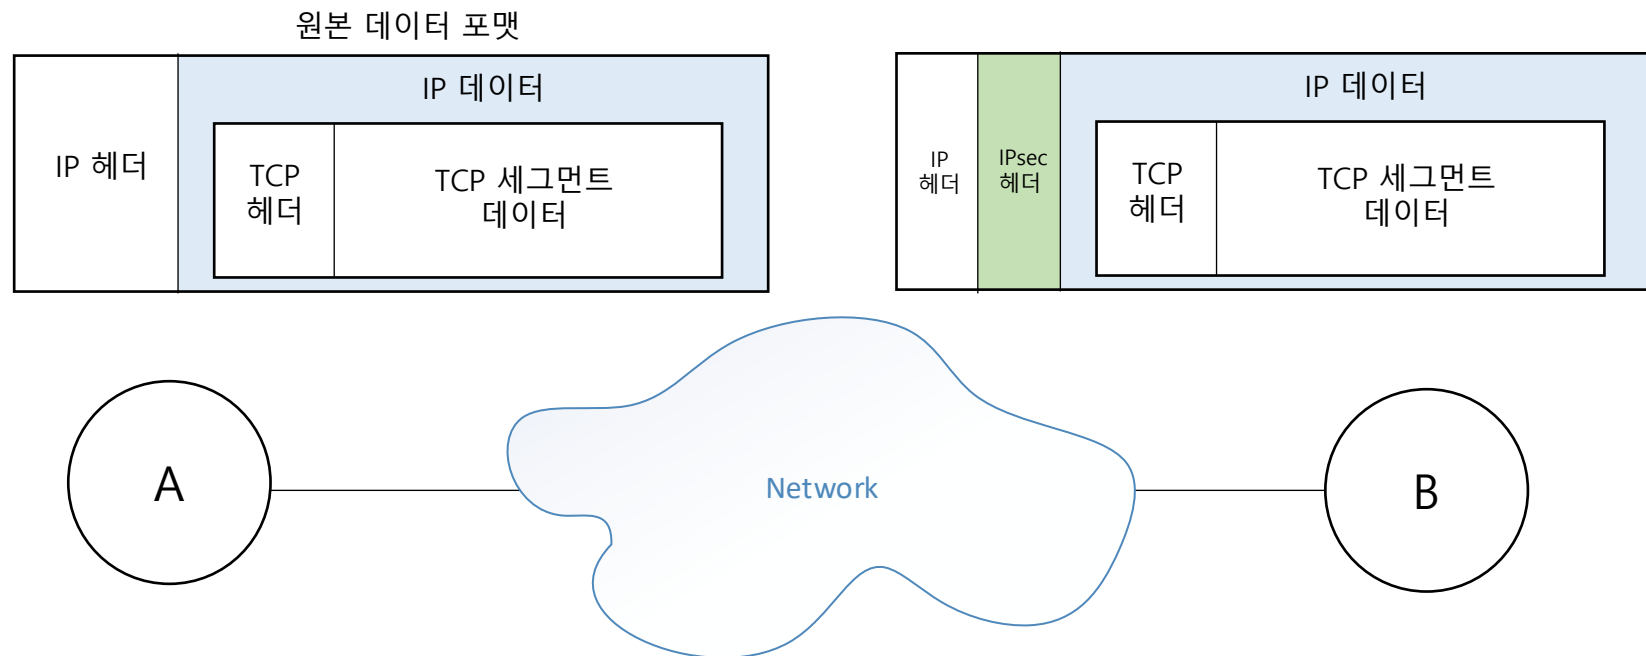 원본 데이터 포맷
IP 헤더
IP 데이터
TCP
헤더
TCP 세그먼트
데이터
IP
헤더
IPsec
헤더
IP 데이터
TCP
헤더
TCP 세그먼트
데이터
A
Network
B